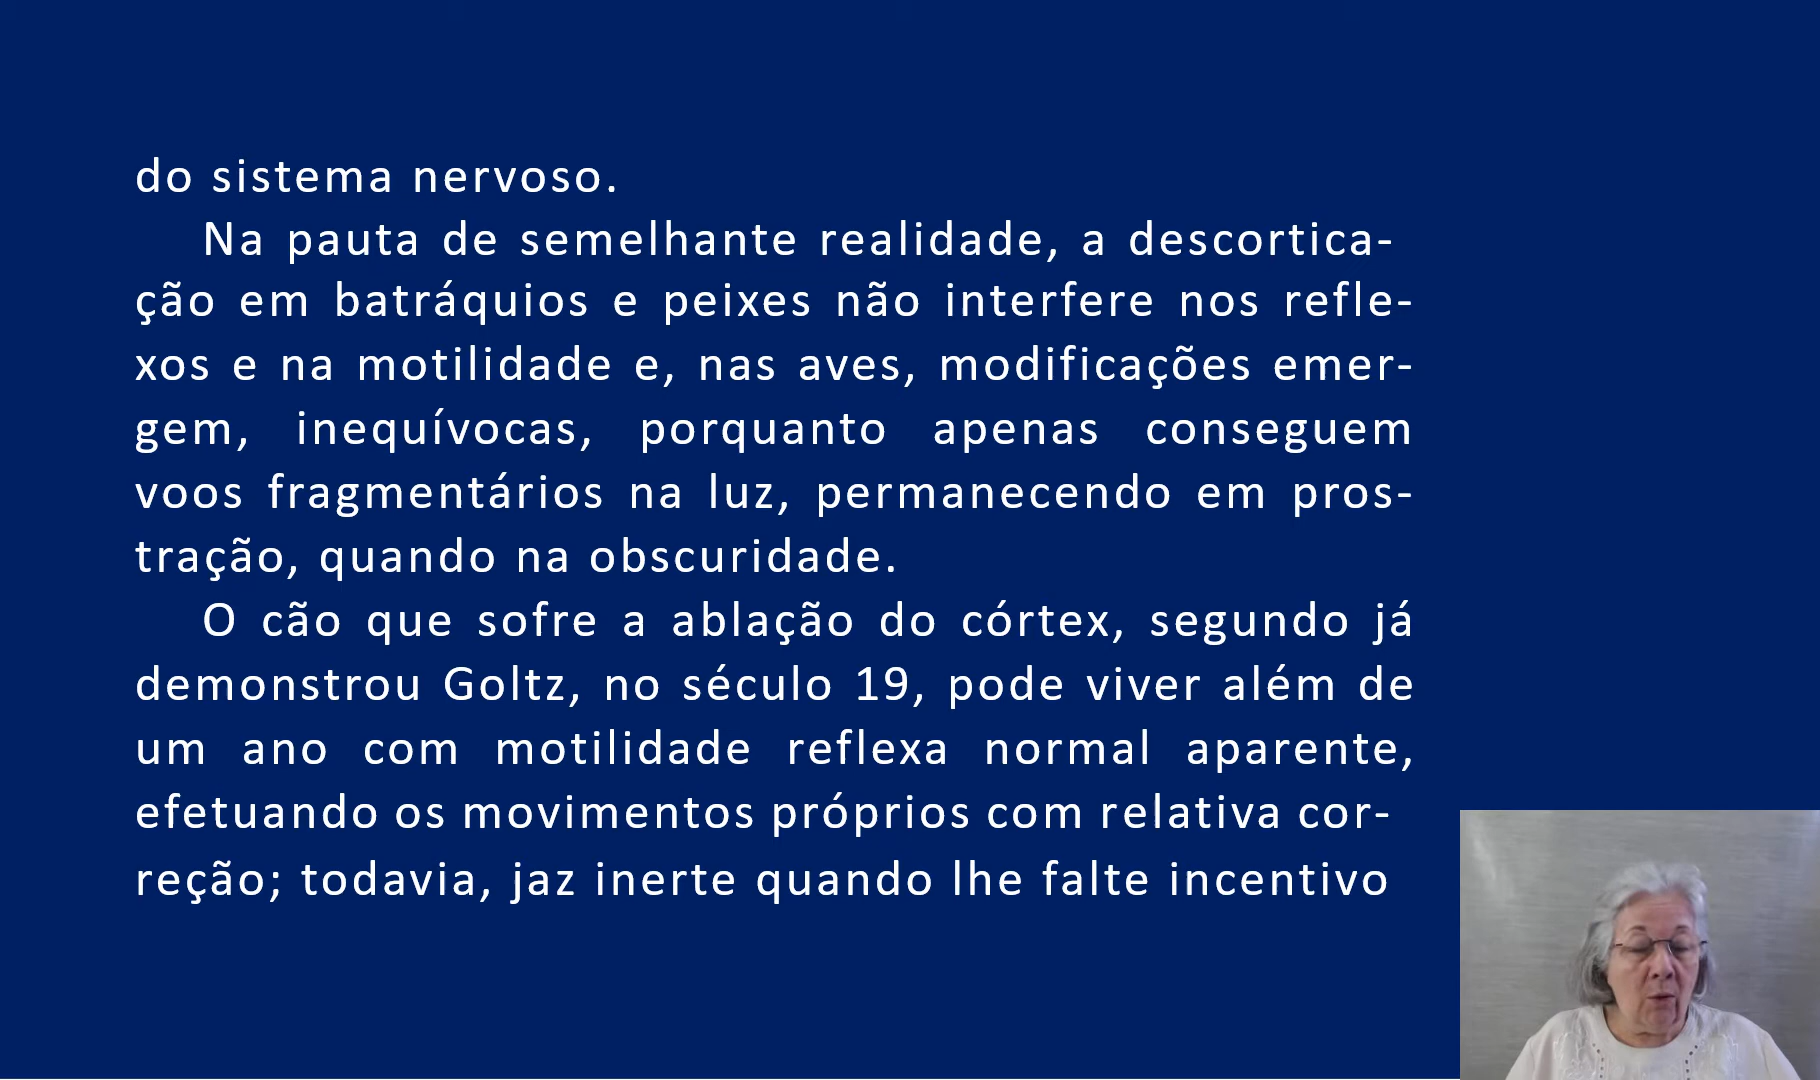 do sistema nervoso.
Na pauta de semelhante realidade, a descortica-
ção em batráquios e peixes não interfere nos refle-
xos e na motilidade e, nas aves, modificações emer-
gem, inequívocas, porquanto apenas conseguem
voos fragmentários na luz, permanecendo em pros-
tração, quando na obscuridade.
O cão que sofre a ablação do córtex, segundo já
demonstrou Goltz, no século 19, pode viver além de
um ano com motilidade reflexa normal aparente,
efetuando os movimentos próprios com relativa cor-
reção; todavia, jaz inerte quando lhe falte incentivo